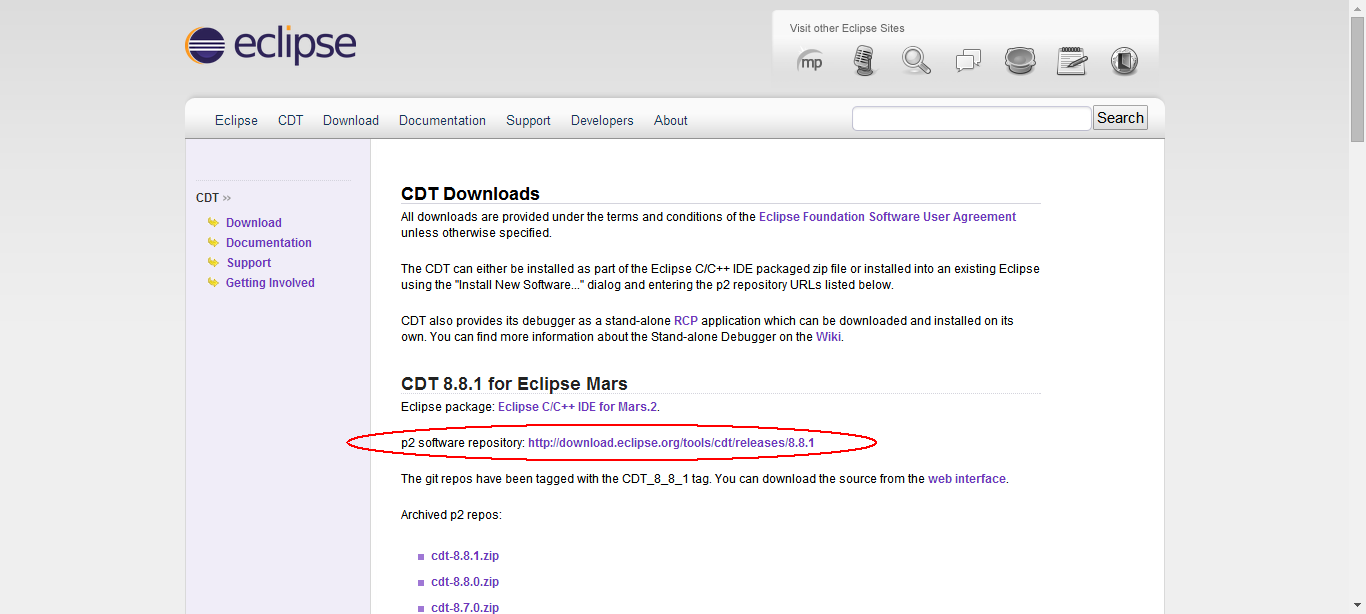 eclipse
Visit other Eclipse Sites
mp
Eclipse CDT Download Documentation Support Developers About
Search
CDT »
Download
Documentation
Support
Getting Involved
CDT Downloads
All downloads are provided under the terms and conditions of the Eclipse Foundation Software User Agreement
unless otherwise specified.
The CDT can either be installed as part of the Eclipse C/C++ IDE packaged zip file or installed into an existing Eclipse
using the "Install New Software..." dialog and entering the p2 repository URLs listed below.
CDT also provides its debugger as a stand-alone RCP application which can be downloaded and installed on its
own. You can find more information about the Stand-alone Debugger on the Wiki.
CDT 8.8.1 for Eclipse Mars
Eclipse package: Eclipse C/C++ IDE for Mars.2.
p2 software repository: http://download.eclipse.org/tools/cdt/releases/8.8.1
The git repos have been tagged with the CDT_8_8_1 tag. You can download the source from the web interface.
Archived p2 repos:
cdt-8.8.1.zip
cdt-8.8.0.zip
cdt-8.7.0.zip